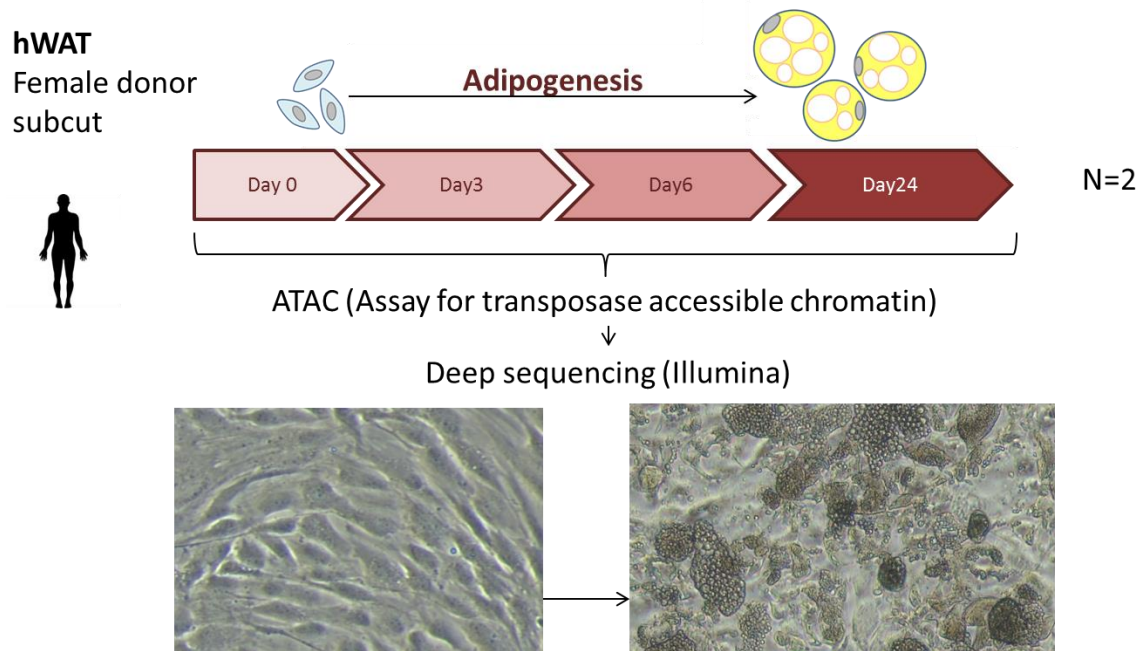 hWAT
Female donor
subcut
Adipogenesis
Day 0
Day3
Day6
Day24
N=2
ATAC (Assay for transposase accessible chromatin)
Deep sequencing (Illumina)